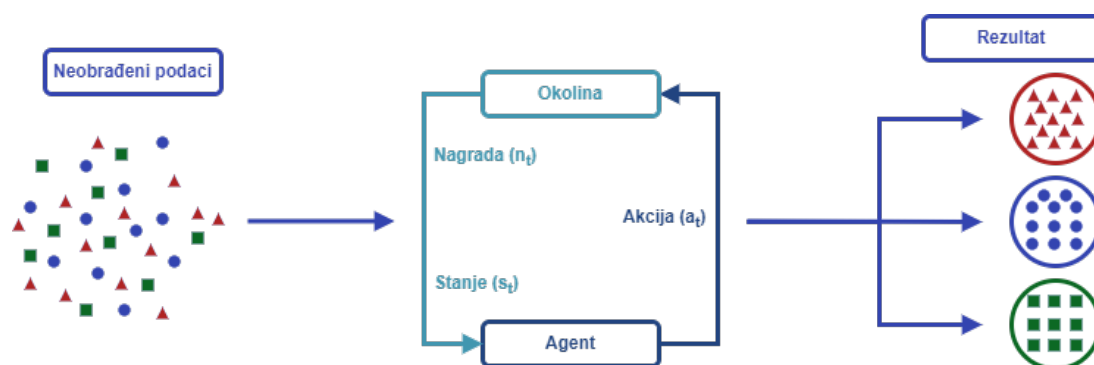 Neobrađeni podaci
Okolina
Rezultat
Nagrada (nt)
Akcija (at)
Stanje (st)
Agent